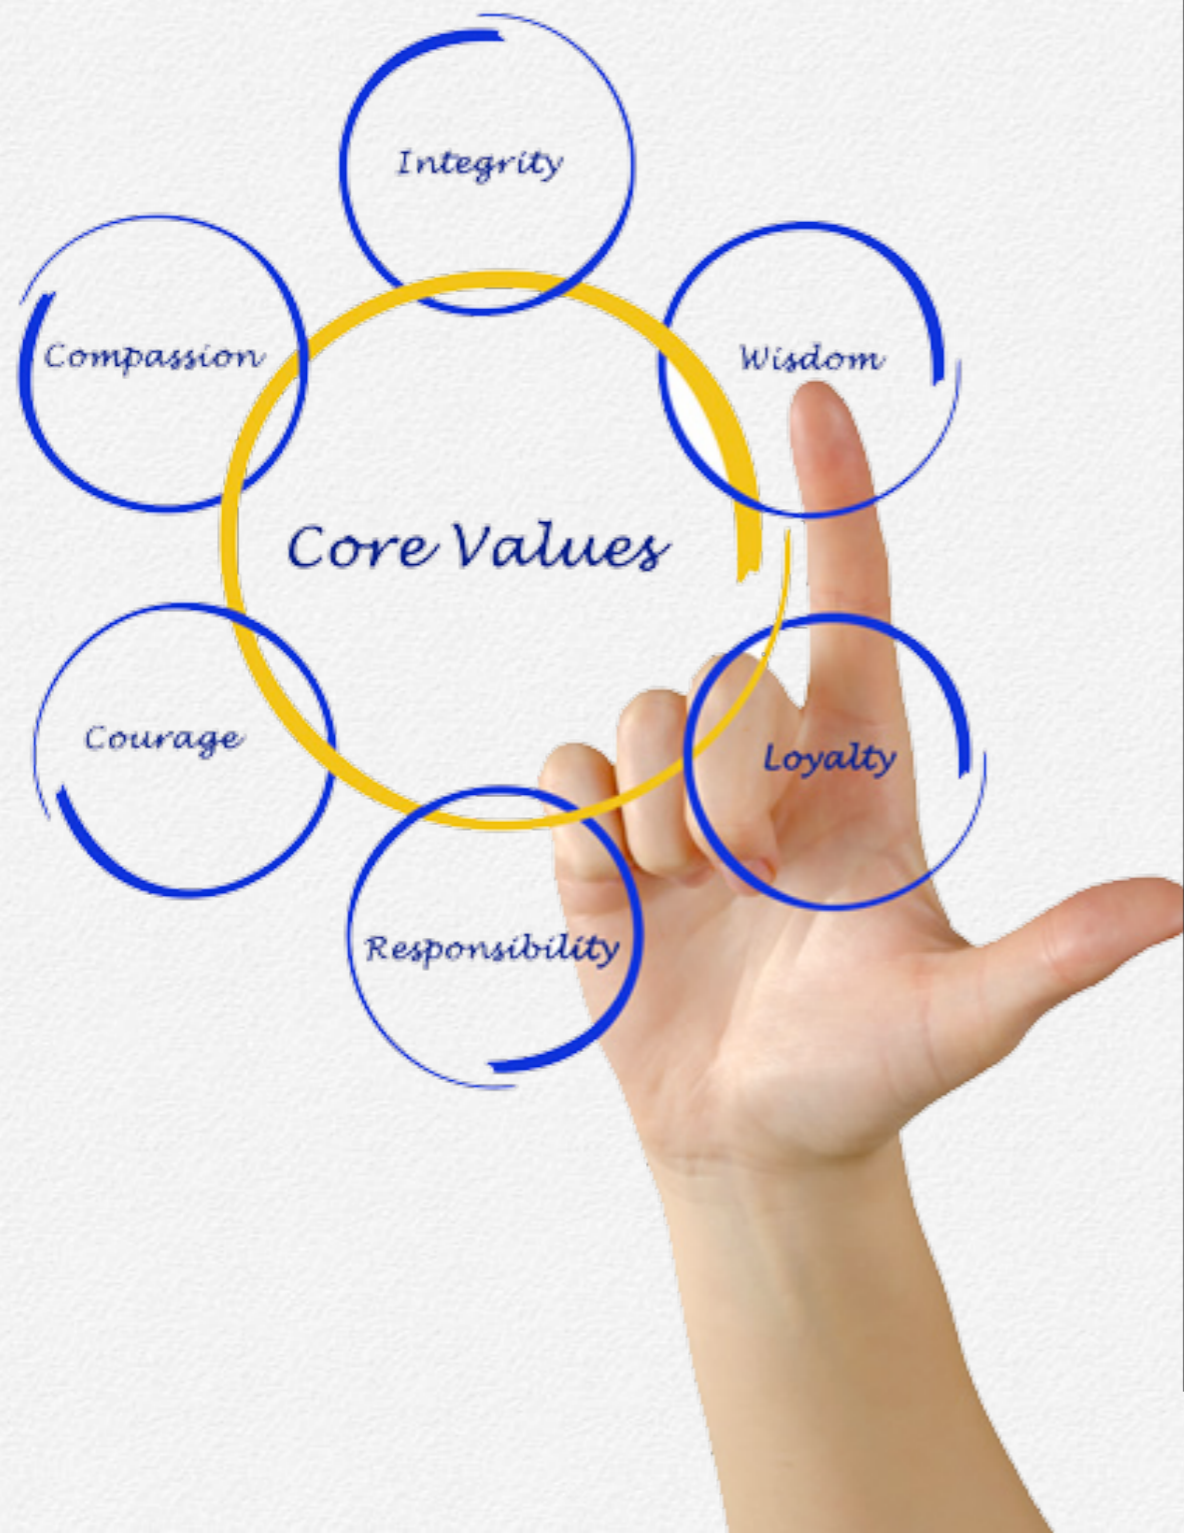 Integrity
Compassion
Wisdom
Core Values
Courage
Loyalty
Responsibility